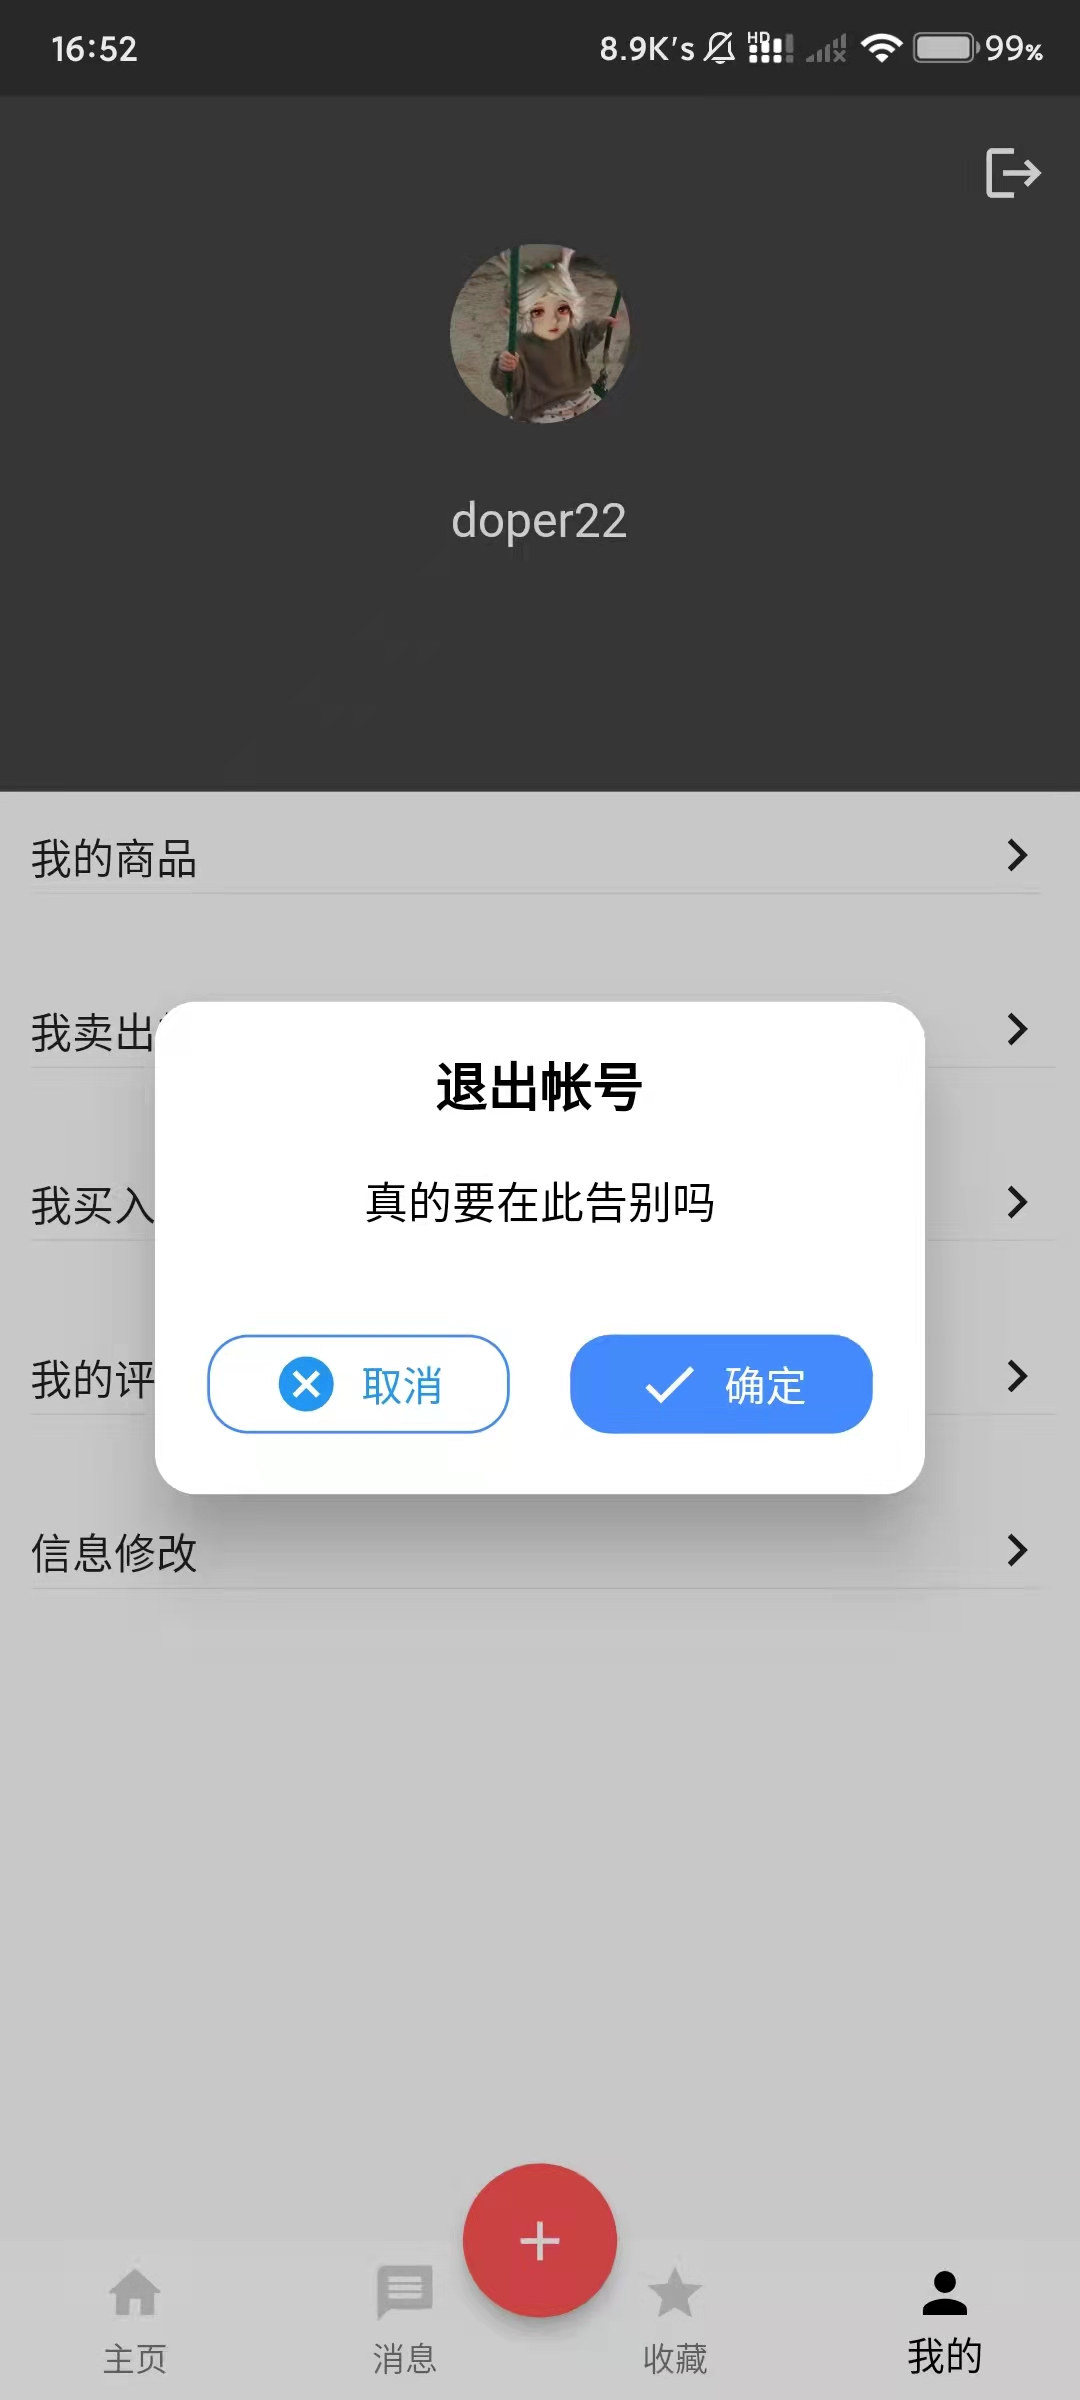 16:52 8.9K's HD 99%
doper22
我的商品
我卖出
退出帐号
真的要在此告别吗
我买入
我的评
取消 确定
信息修改
主页 消息 收藏 我的